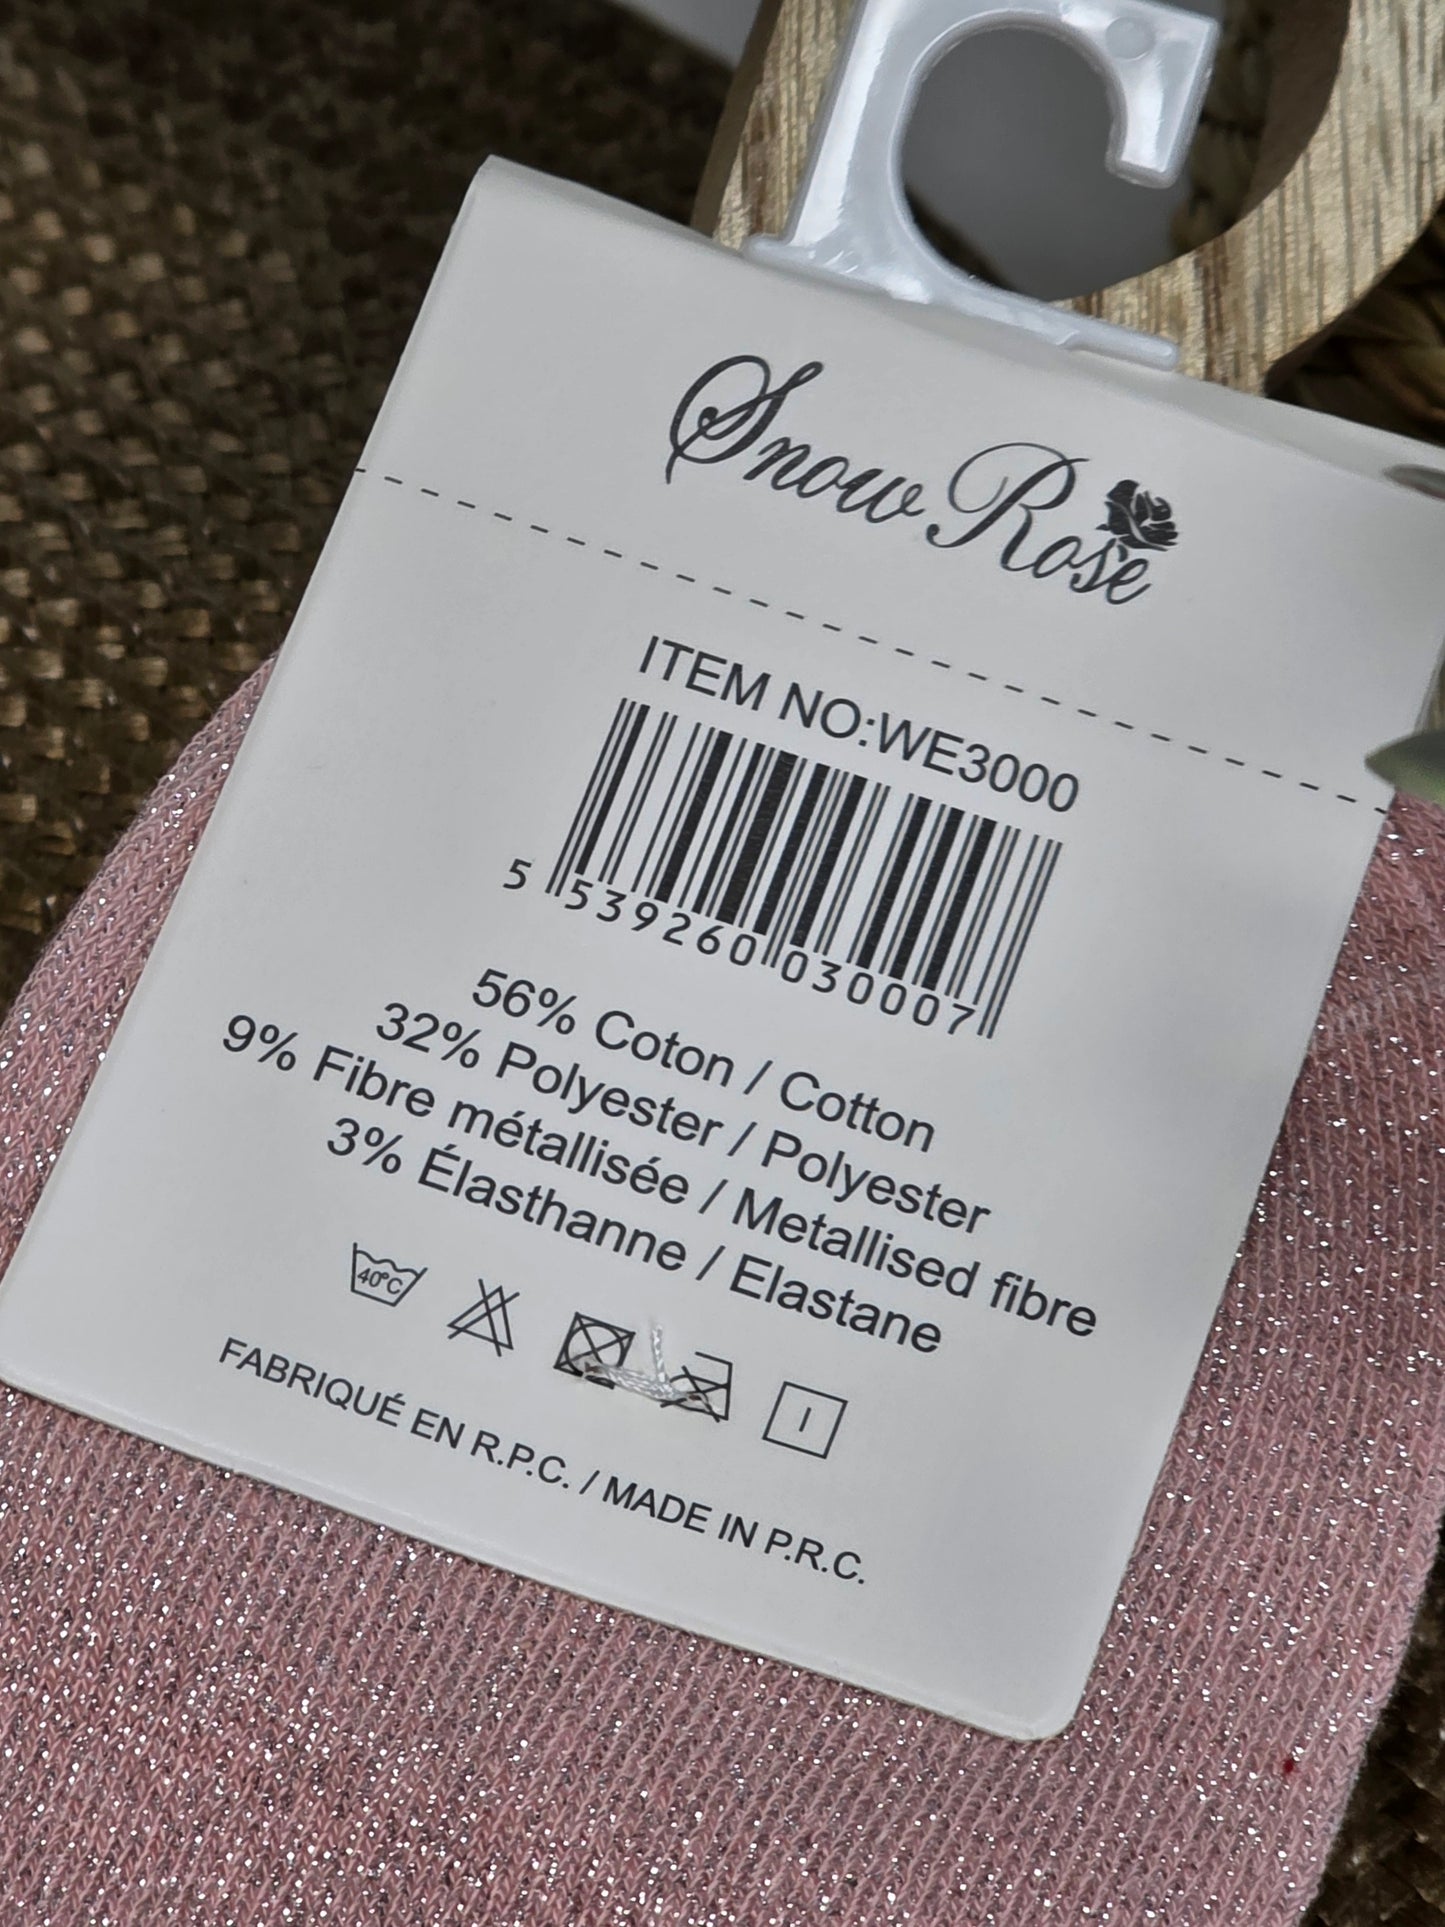 Snow Rose
ITEM NO:WE3000
5 539260 030007
56% Coton / Cotton
32% Polyester / Polyester
9% Fibre métallisée / Metallised fibre
3% Élasthanne / Elastane
40°C
FABRIQUÉ EN R.P.C. / MADE IN P.R.C.